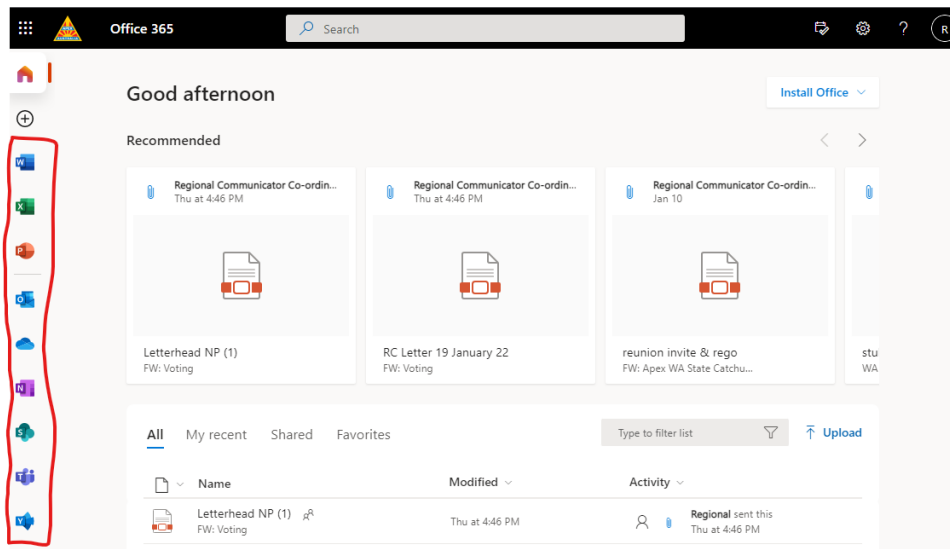 Office 365
Search
R
Good afternoon
Install Office
Recommended
Regional Communicator Co-ordin...
Thu at 4:46 PM
Regional Communicator Co-ordin...
Thu at 4:46 PM
Regional Communicator Co-ordin...
Jan 10
Letterhead NP (1)
FW: Voting
RC Letter 19 January 22
FW: Voting
reunion invite & rego
FW: Apex WA State Catchu...
stu
WA
All My recent Shared Favorites
Type to filter list
Upload
Name Modified Activity
Letterhead NP (1)
FW: Voting
Thu at 4:46 PM
Regional sent this
Thu at 4:46 PM
W
X
P
O
N
S
T
Y